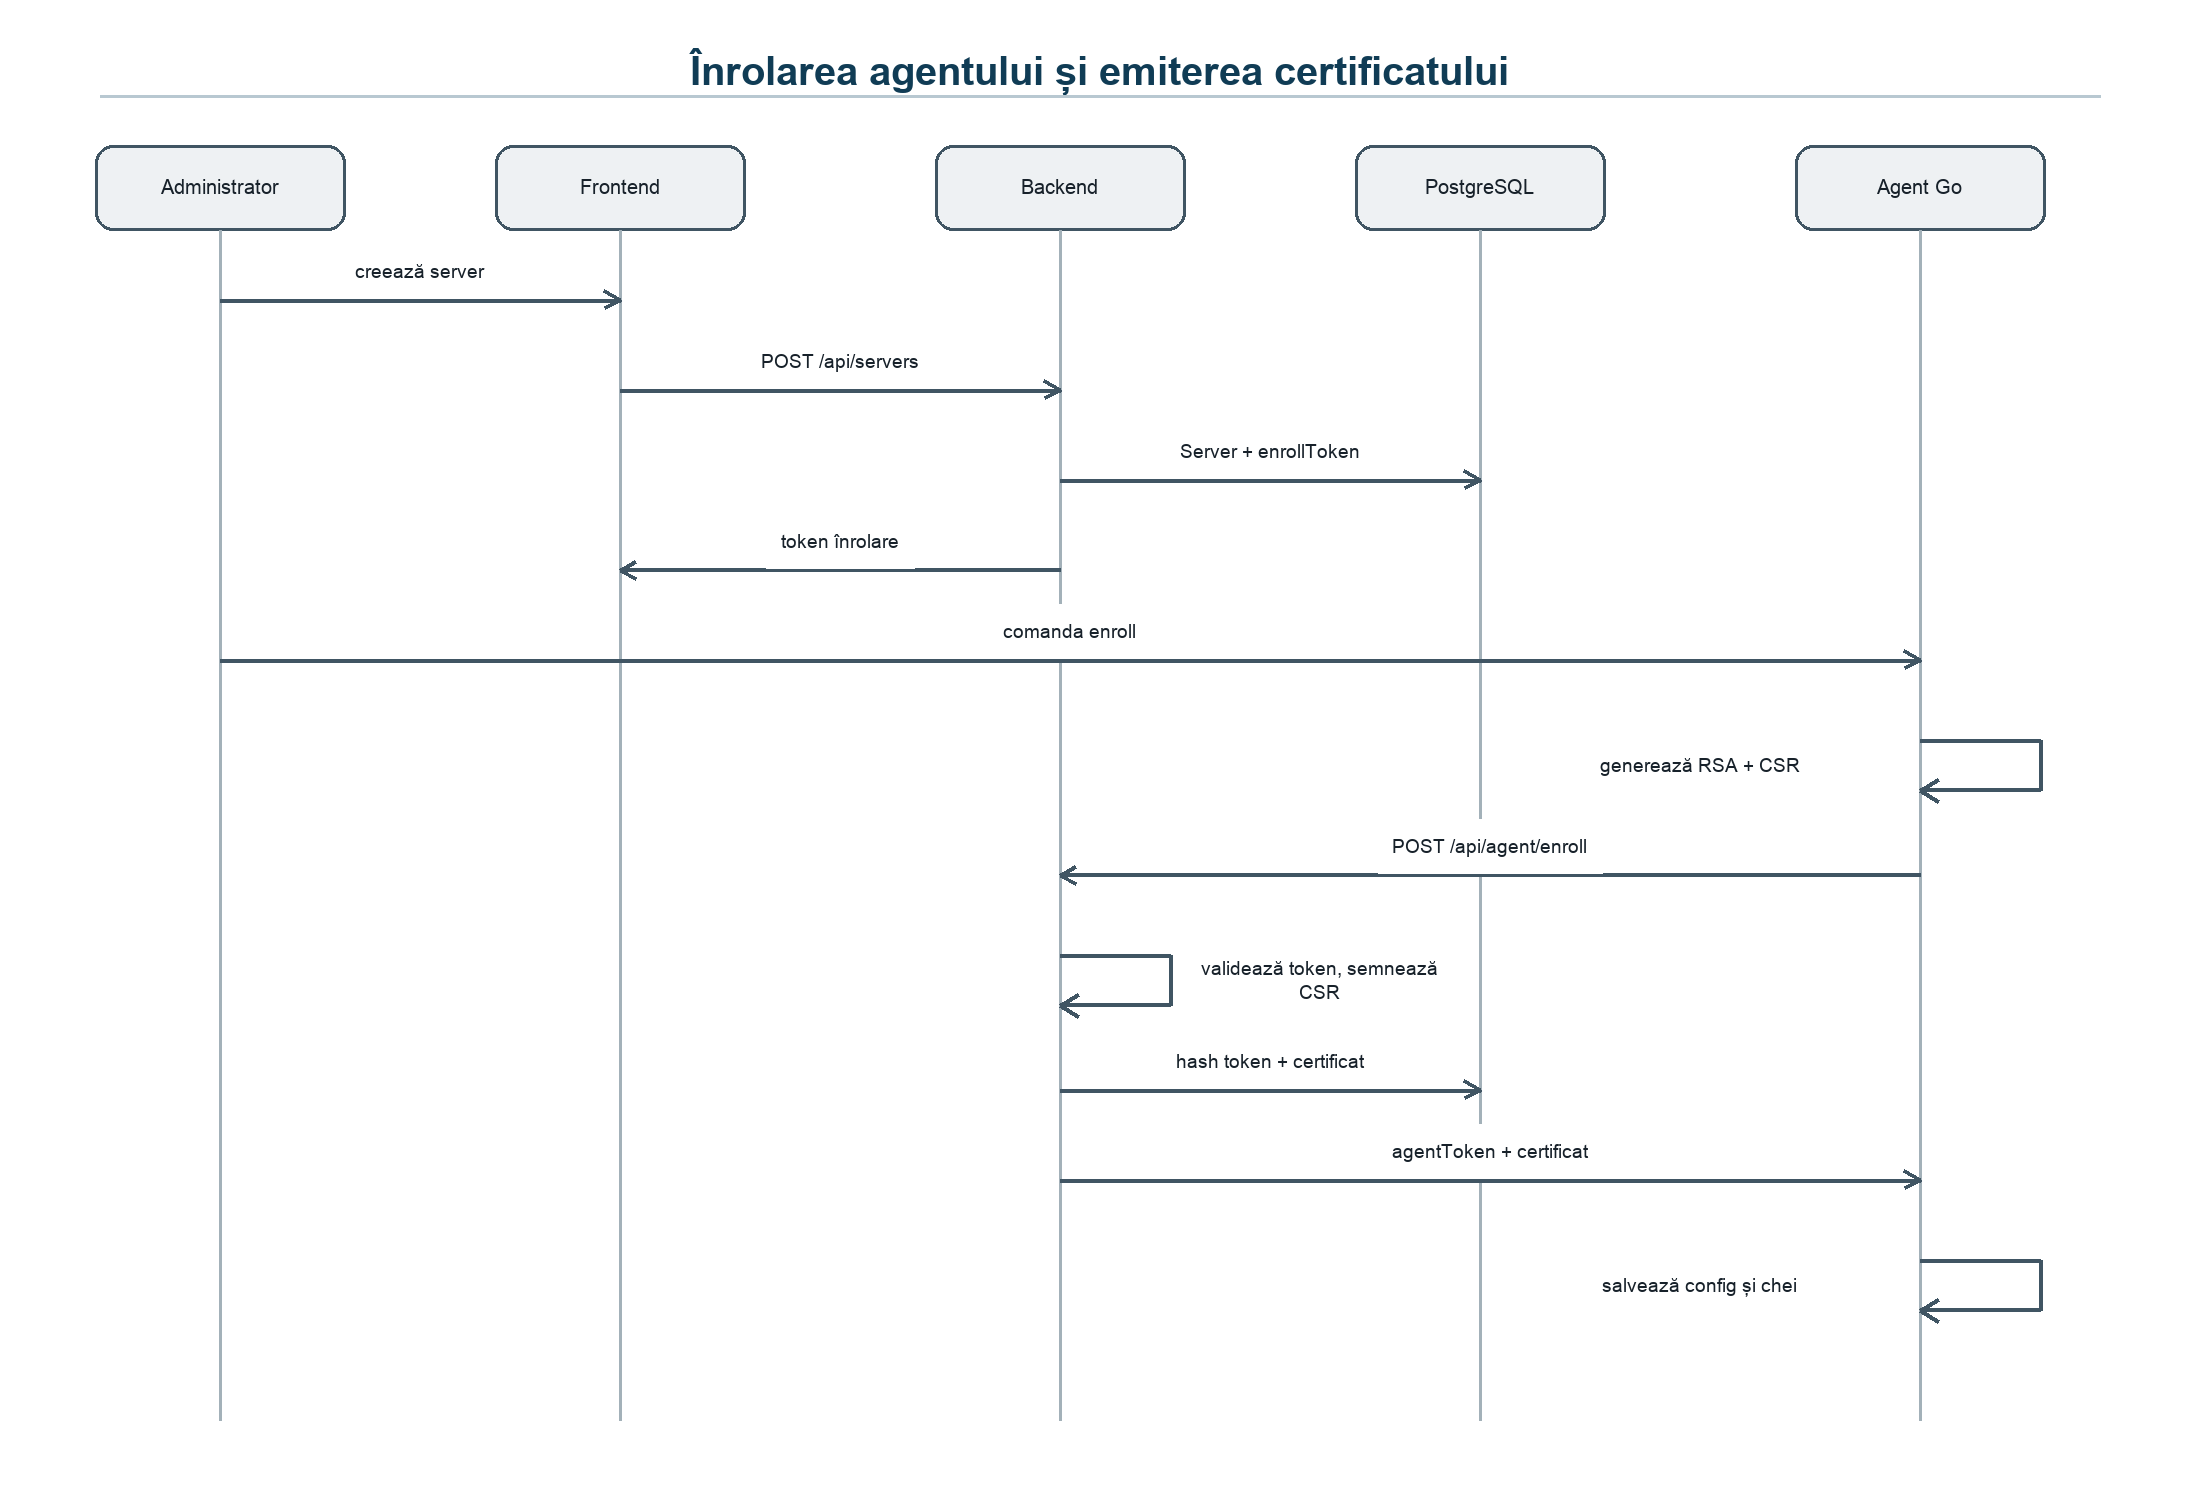 Înrolarea agentului și emiterea certificatului
Administrator
Frontend
Backend
PostgreSQL
Agent Go
creează server
POST /api/servers
Server + enrollToken
token înrolare
comanda enroll
generează RSA + CSR
POST /api/agent/enroll
validează token, semnează
CSR
hash token + certificat
agentToken + certificat
salvează config și chei